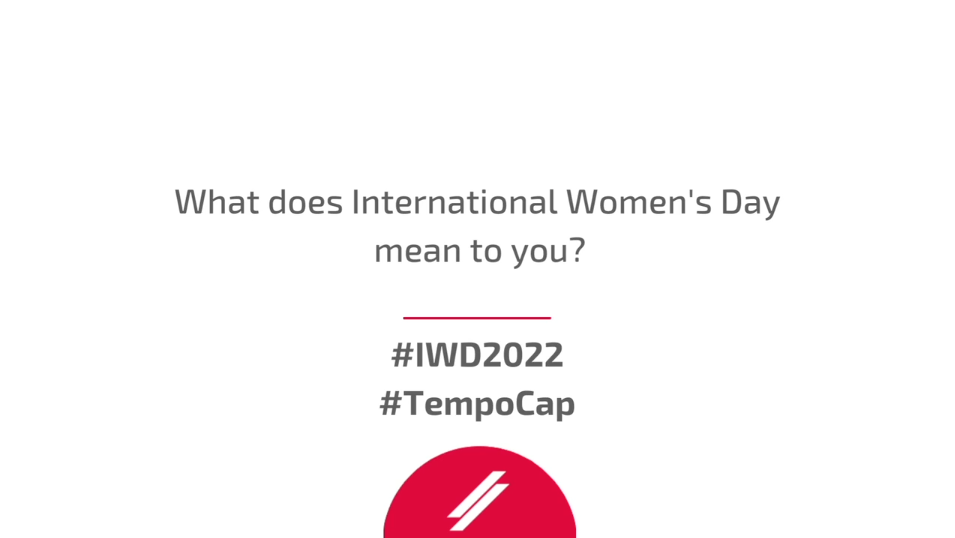 What does International Women's Day
mean to you?
#IWD2022
#TempoCap